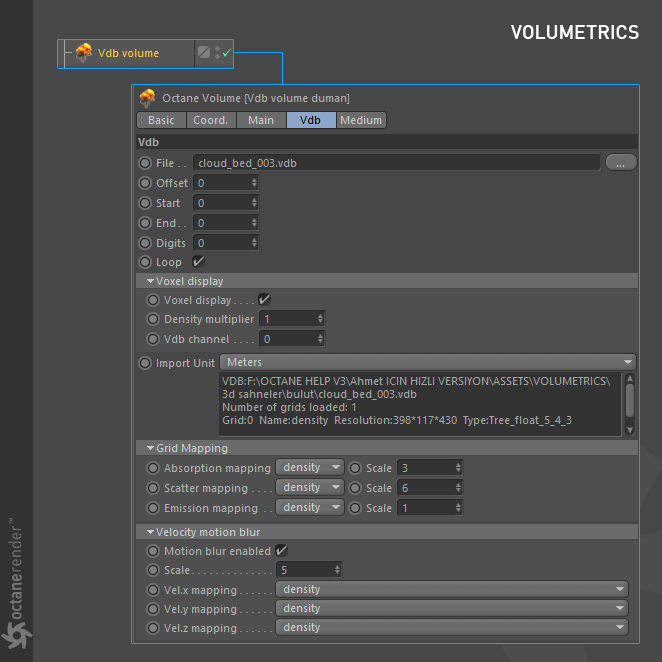 VOLUMETRICS
Vdb volume
Octane Volume [Vdb volume duman]
Basic Coord. Main Vdb Medium
Vdb
File . . cloud_bed_003.vdb ...
Offset 0
Start 0
End . . 0
Digits 0
Loop
Voxel display
Voxel display . . . .
Density multiplier 1
Vdb channel . . . . 0
Import Unit Meters
VDB:F:\OCTANE HELP V3\Ahmet ICIN HIZLI VERSIYON\ASSETS\VOLUMETRICS\
3d sahneler\bulut\cloud_bed_003.vdb
Number of grids loaded: 1
Grid:0 Name:density Resolution:398*117*430 Type:Tree_float_5_4_3
Grid Mapping
Absorption mapping density Scale 3
Scatter mapping . . . . density Scale 6
Emission mapping . . density Scale 1
Velocity motion blur
Motion blur enabled
Scale . . . . . . . . . . . . . 5
Vel.x mapping . . . . . . density
Vel.y mapping . . . . . . density
Vel.z mapping . . . . . . density
octanerender™